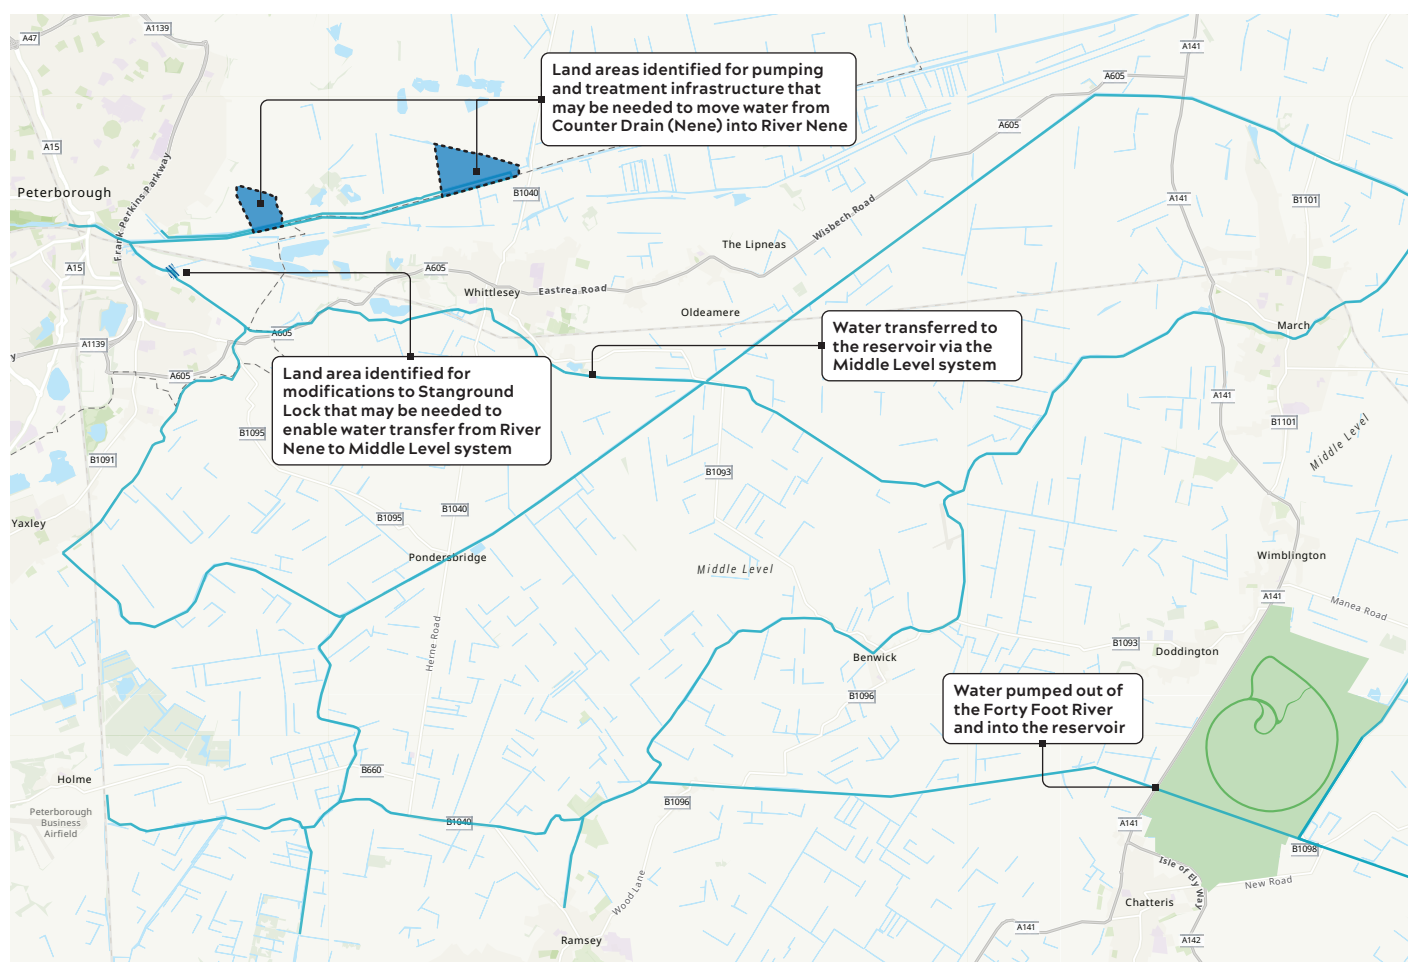 A47
A1139
A141
A605
A605
A15
Peterborough
Frank Perkins Parkway
Land areas identified for pumping
and treatment infrastructure that
may be needed to move water from
Counter Drain (Nene) into River Nene
B1040
A141
B1101
Wisbech Road
The Lipneas
A15
A605
Whittlesey
Eastrea Road
Oldeamere
March
A605
A1139
y
A605
Water transferred to
the reservoir via the
Middle Level system
Land area identified for
modifications to Stanground
Lock that may be needed to
enable water transfer from River
Nene to Middle Level system
A141
B1101
Middle Level
B1095
B1091
B1093
B1040
B1095
Yaxley
Pondersbridge
Middle Level
Wimblington
A141
Manea Road
Herne Road
Benwick
B1093
Doddington
B1096
Water pumped out of
the Forty Foot River
and into the reservoir
Holme
B660
B1096
Peterborough
Business
Airfield
B1040
A141
B1098
Isle of Ely Way
New Road
Wood Lane
Chatteris
A141
A142
Ramsey